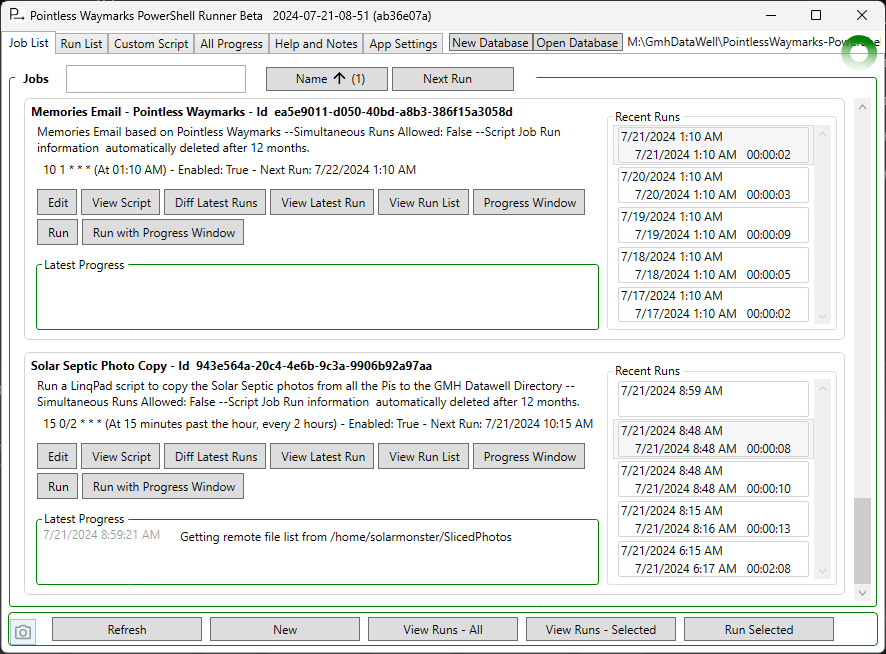 Pointless Waymarks PowerShell Runner Beta 2024-07-21-08-51 (ab36e07a)
Job List Run List Custom Script All Progress Help and Notes App Settings New Database Open Database M:\GmhDataWell\PointlessWaymarks-PowerShe
Jobs Name ↑ (1) Next Run
Memories Email - Pointless Waymarks - Id ea5e9011-d050-40bd-a8b3-386f15a3058d
Memories Email based on Pointless Waymarks --Simultaneous Runs Allowed: False --Script Job Run
information automatically deleted after 12 months.
10 1 * * * (At 01:10 AM) - Enabled: True - Next Run: 7/22/2024 1:10 AM
Edit View Script Diff Latest Runs View Latest Run View Run List Progress Window
Run Run with Progress Window
Latest Progress
Recent Runs
7/21/2024 1:10 AM
7/21/2024 1:10 AM 00:00:02
7/20/2024 1:10 AM
7/20/2024 1:10 AM 00:00:03
7/19/2024 1:10 AM
7/19/2024 1:10 AM 00:00:09
7/18/2024 1:10 AM
7/18/2024 1:10 AM 00:00:05
7/17/2024 1:10 AM
7/17/2024 1:10 AM 00:00:02
Solar Septic Photo Copy - Id 943e564a-20c4-4e6b-9c3a-9906b92a97aa
Run a LinqPad script to copy the Solar Septic photos from all the Pis to the GMH Datawell Directory --
Simultaneous Runs Allowed: False --Script Job Run information automatically deleted after 12 months.
15 0/2 * * * (At 15 minutes past the hour, every 2 hours) - Enabled: True - Next Run: 7/21/2024 10:15 AM
Edit View Script Diff Latest Runs View Latest Run View Run List Progress Window
Run Run with Progress Window
Latest Progress
7/21/2024 8:59:21 AM Getting remote file list from /home/solarmonster/SlicedPhotos
Recent Runs
7/21/2024 8:59 AM
7/21/2024 8:48 AM
7/21/2024 8:48 AM 00:00:08
7/21/2024 8:48 AM
7/21/2024 8:48 AM 00:00:10
7/21/2024 8:15 AM
7/21/2024 8:16 AM 00:00:13
7/21/2024 6:15 AM
7/21/2024 6:17 AM 00:02:08
Refresh New View Runs - All View Runs - Selected Run Selected